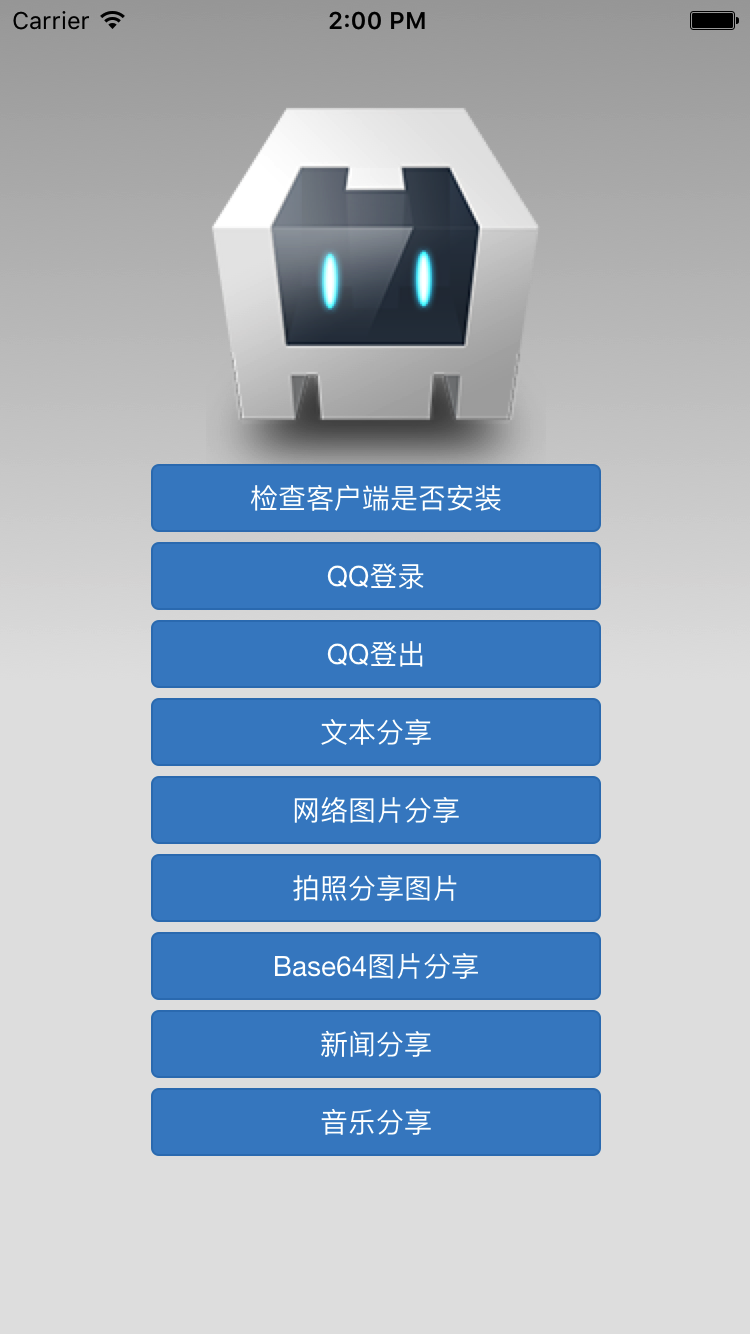 Carrier 2:00 PM
检查客户端是否安装
QQ登录
QQ登出
文本分享
网络图片分享
拍照分享图片
Base64图片分享
新闻分享
音乐分享